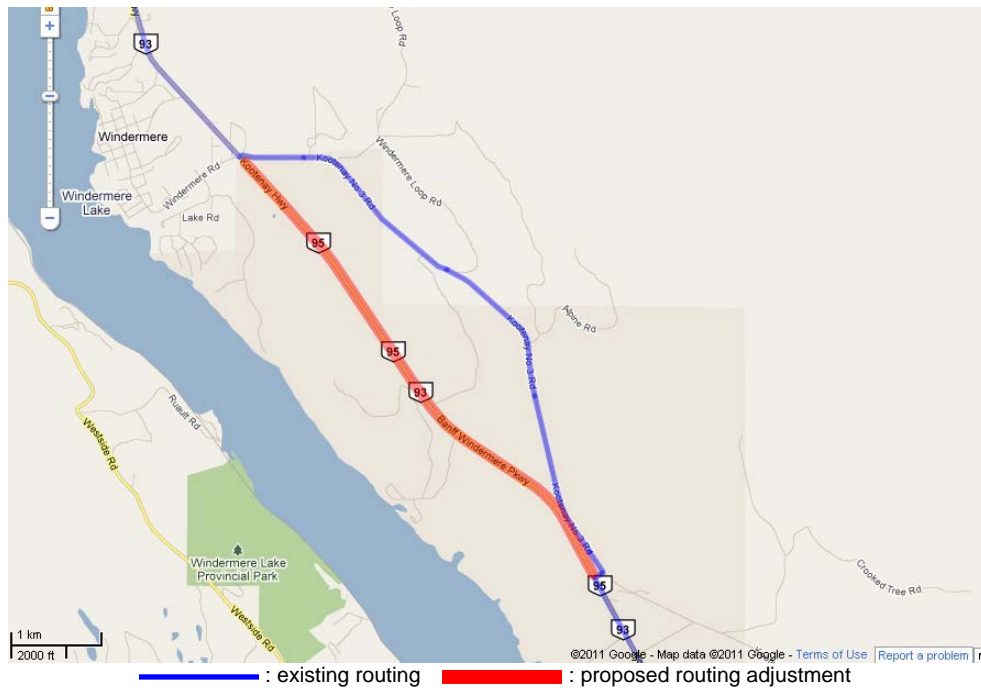 93
Loop Rd
Windermere
Windermere Rd
Windermere
Lake
Lake Rd
Kootenay No 3 Rd
Windermere Loop Rd
Kootenay Hwy
95
Kootenay No 3 Rd
Alpine Rd
95
93
Banff Windermere Pkwy
Ruault Rd
Westside Rd
Kootenay No 3 Rd
Windermere Lake
Provincial Park
Westside Rd
95
Crooked Tree Rd
93
1 km
2000 ft
©2011 Google - Map data ©2011 Google - Terms of Use
Report a problem
: existing routing
: proposed routing adjustment